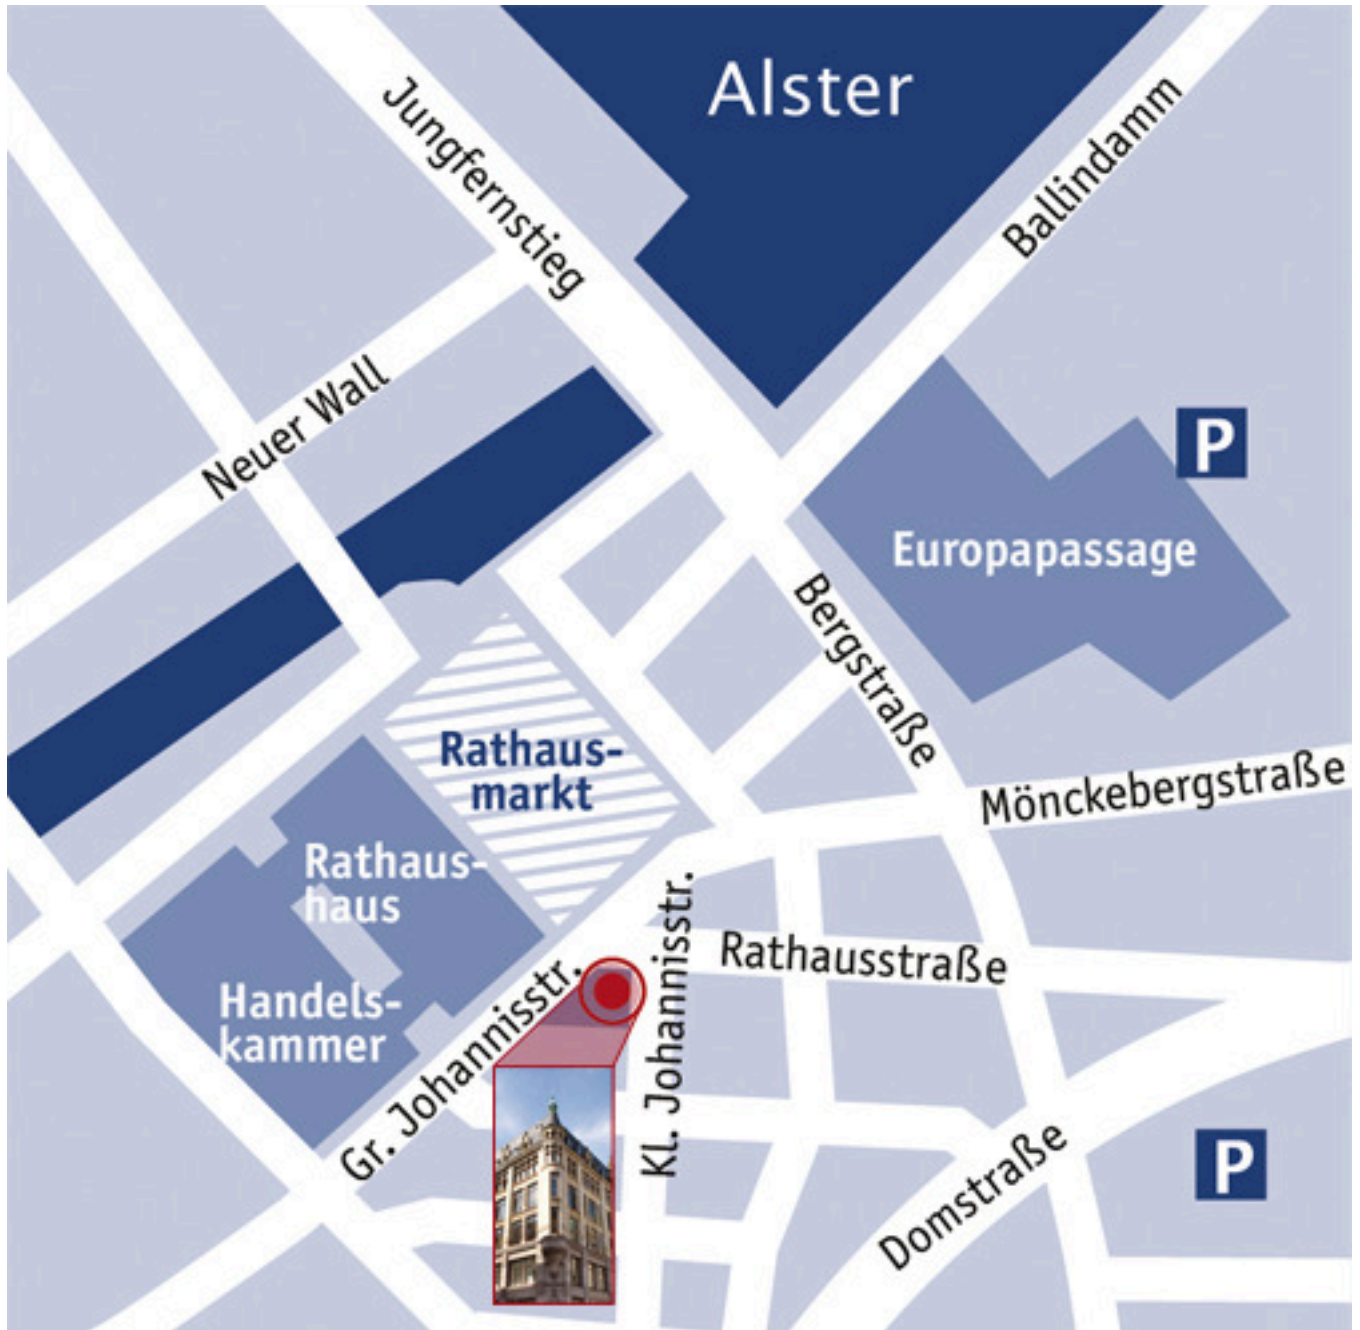 Alster
Jungfernstieg
Ballindamm
Neuer Wall
P
Europapassage
Bergstraße
Rathaus-
markt
Mönckebergstraße
Rathaus-
haus
Kl. Johannisstr.
Rathausstraße
Gr. Johannisstr.
Handels-
kammer
Domstraße
P